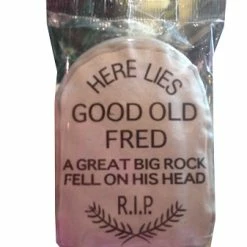 HERE LIES
GOOD OLD
FRED
A GREAT BIG ROCK
FELL ON HIS HEAD
R.I.P.